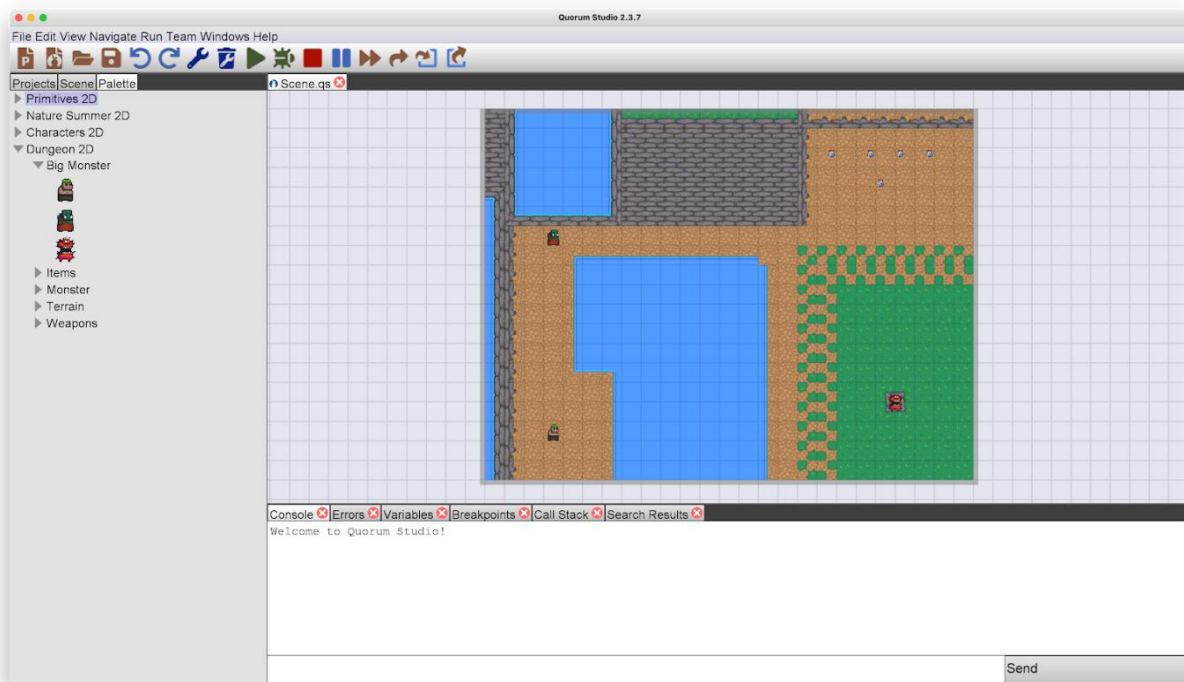 Quorum Studio 2.3.7
File Edit View Navigate Run Team Windows Help
P
Projects Scene Palette
Scene.qs
Primitives 2D
Nature Summer 2D
Characters 2D
Dungeon 2D
Big Monster
Items
Monster
Terrain
Weapons
Console Errors Variables Breakpoints Call Stack Search Results
Welcome to Quorum Studio!
Send